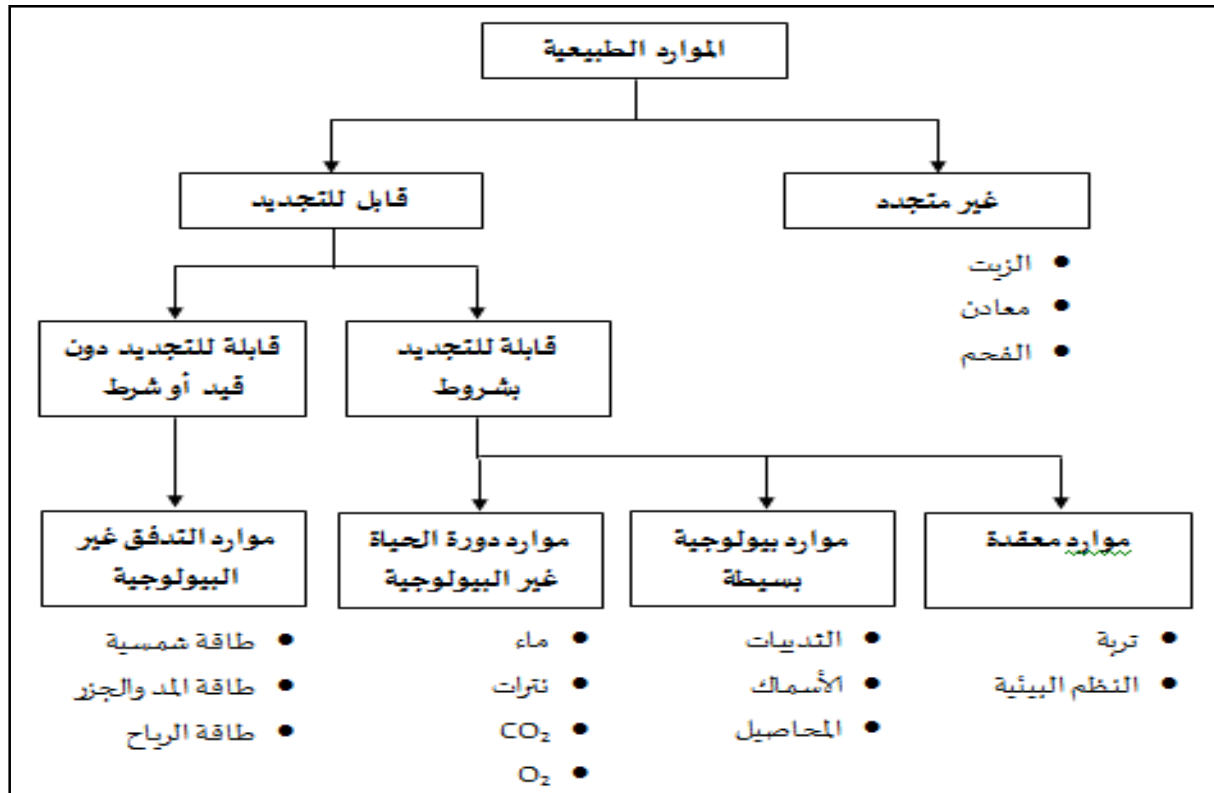 الموارد الطبيعية
غير متجدد
الزيت
معادن
الفحم
قابل للتجديد
قابلة للتجديد
بشروط
قابلة للتجديد دون
قيد أو شرط
موارد معقدة
تربة
النظم البيئية
موارد بيولوجية
بسيطة
الثدييات
الأسماك
المحاصيل
موارد دورة الحياة
غير البيولوجية
ماء
نترات
CO₂
O₂
موارد التدفق غير
البيولوجية
طاقة شمسية
طاقة المد والجزر
طاقة الرياح